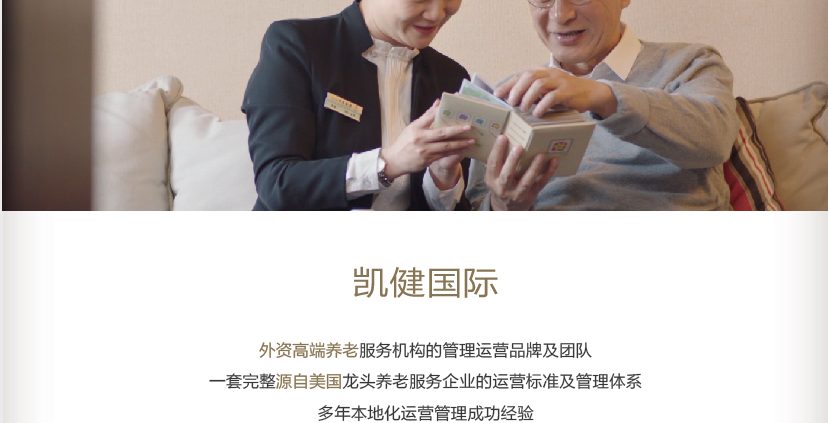 凯健国际
外资高端养老服务机构的管理运营品牌及团队
一套完整源自美国龙头养老服务企业的运营标准及管理体系
多年本地化运营管理成功经验